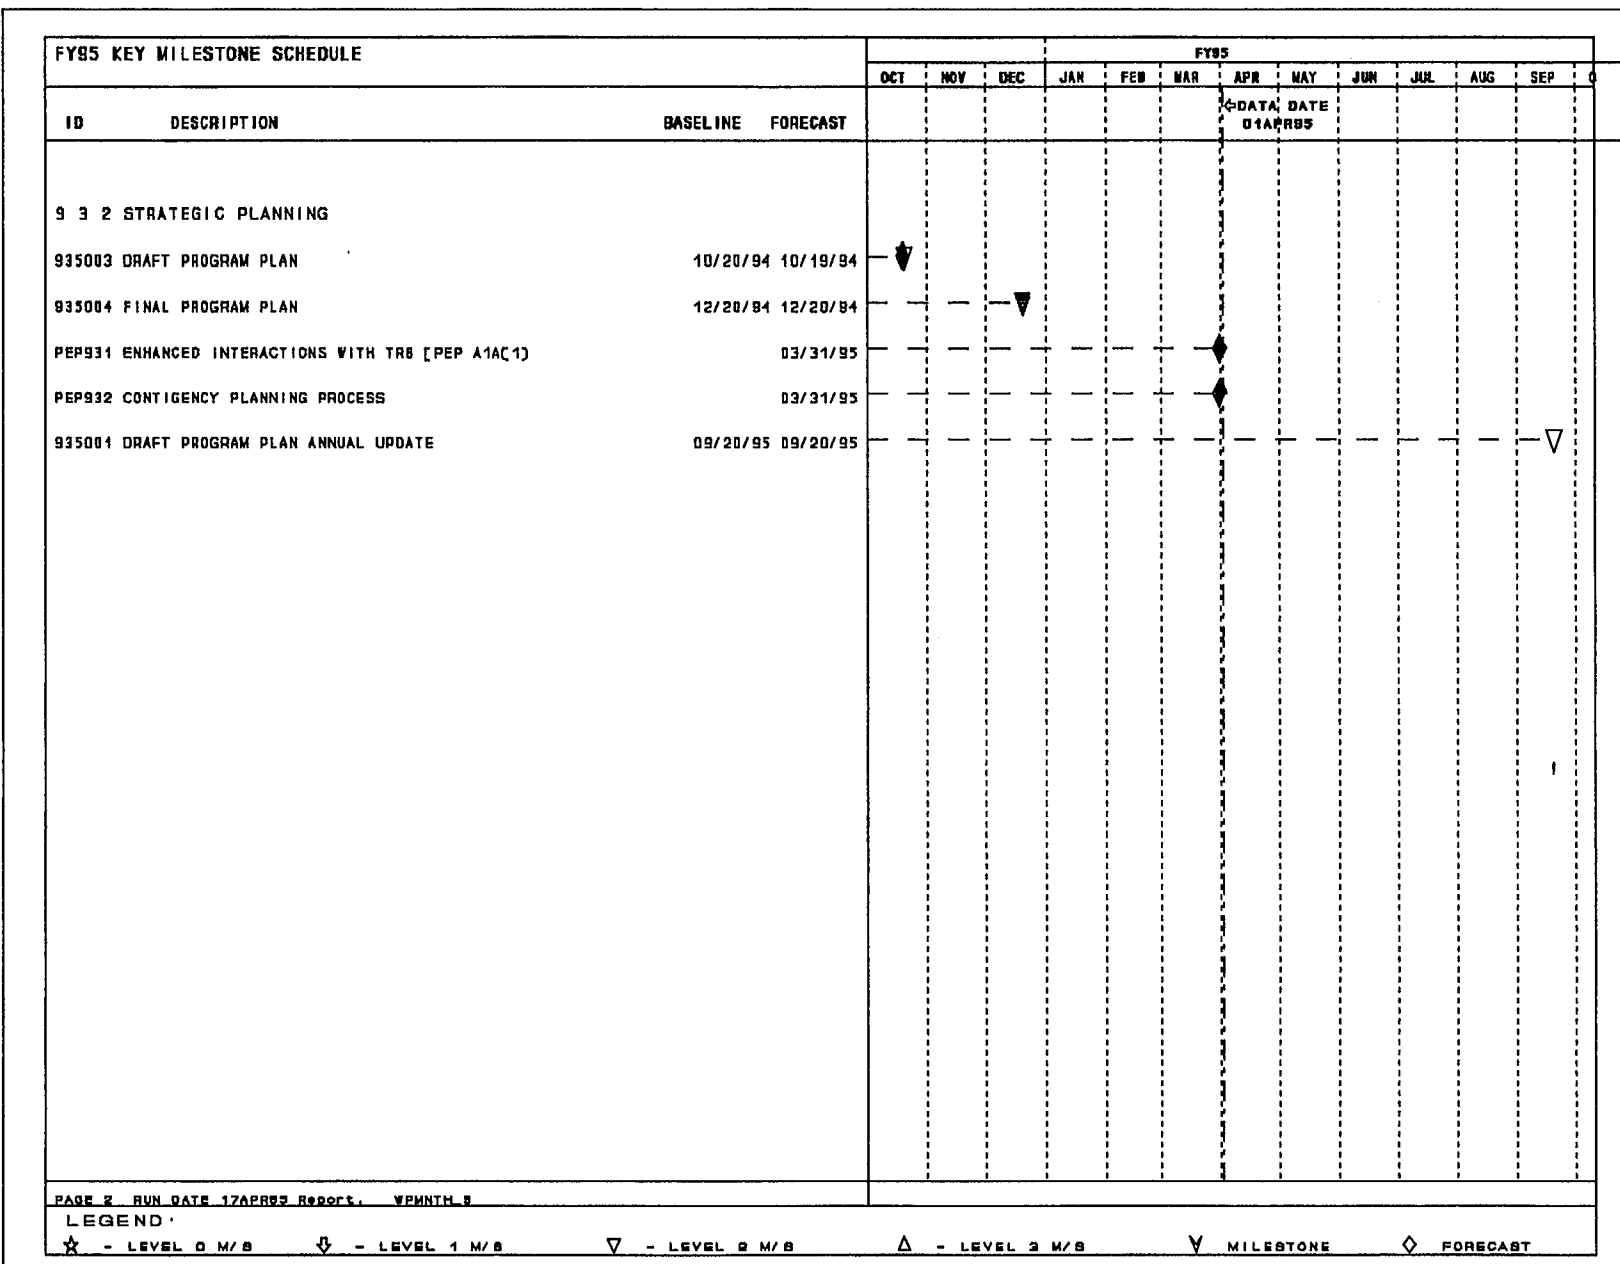 FY95 KEY MILESTONE SCHEDULE
FY95
OCT NOV DEC JAN FEB MAR APR MAY JUN JUL AUG SEP O
DATA DATE
01APR95
ID DESCRIPTION BASELINE FORECAST
9 3 2 STRATEGIC PLANNING
935003 DRAFT PROGRAM PLAN 10/20/94 10/19/94
935004 FINAL PROGRAM PLAN 12/20/94 12/20/94
PEP931 ENHANCED INTERACTIONS WITH TRB [PEP A1A[1) 03/31/95
PEP932 CONTIGENCY PLANNING PROCESS 03/31/95
935001 DRAFT PROGRAM PLAN ANNUAL UPDATE 09/20/95 09/20/95
PAGE 2 RUN DATE 17APR95 Report. WPMNTH_5
LEGEND
- LEVEL 0 M/S - LEVEL 1 M/S - LEVEL 2 M/S - LEVEL 3 M/S MILESTONE FORECAST